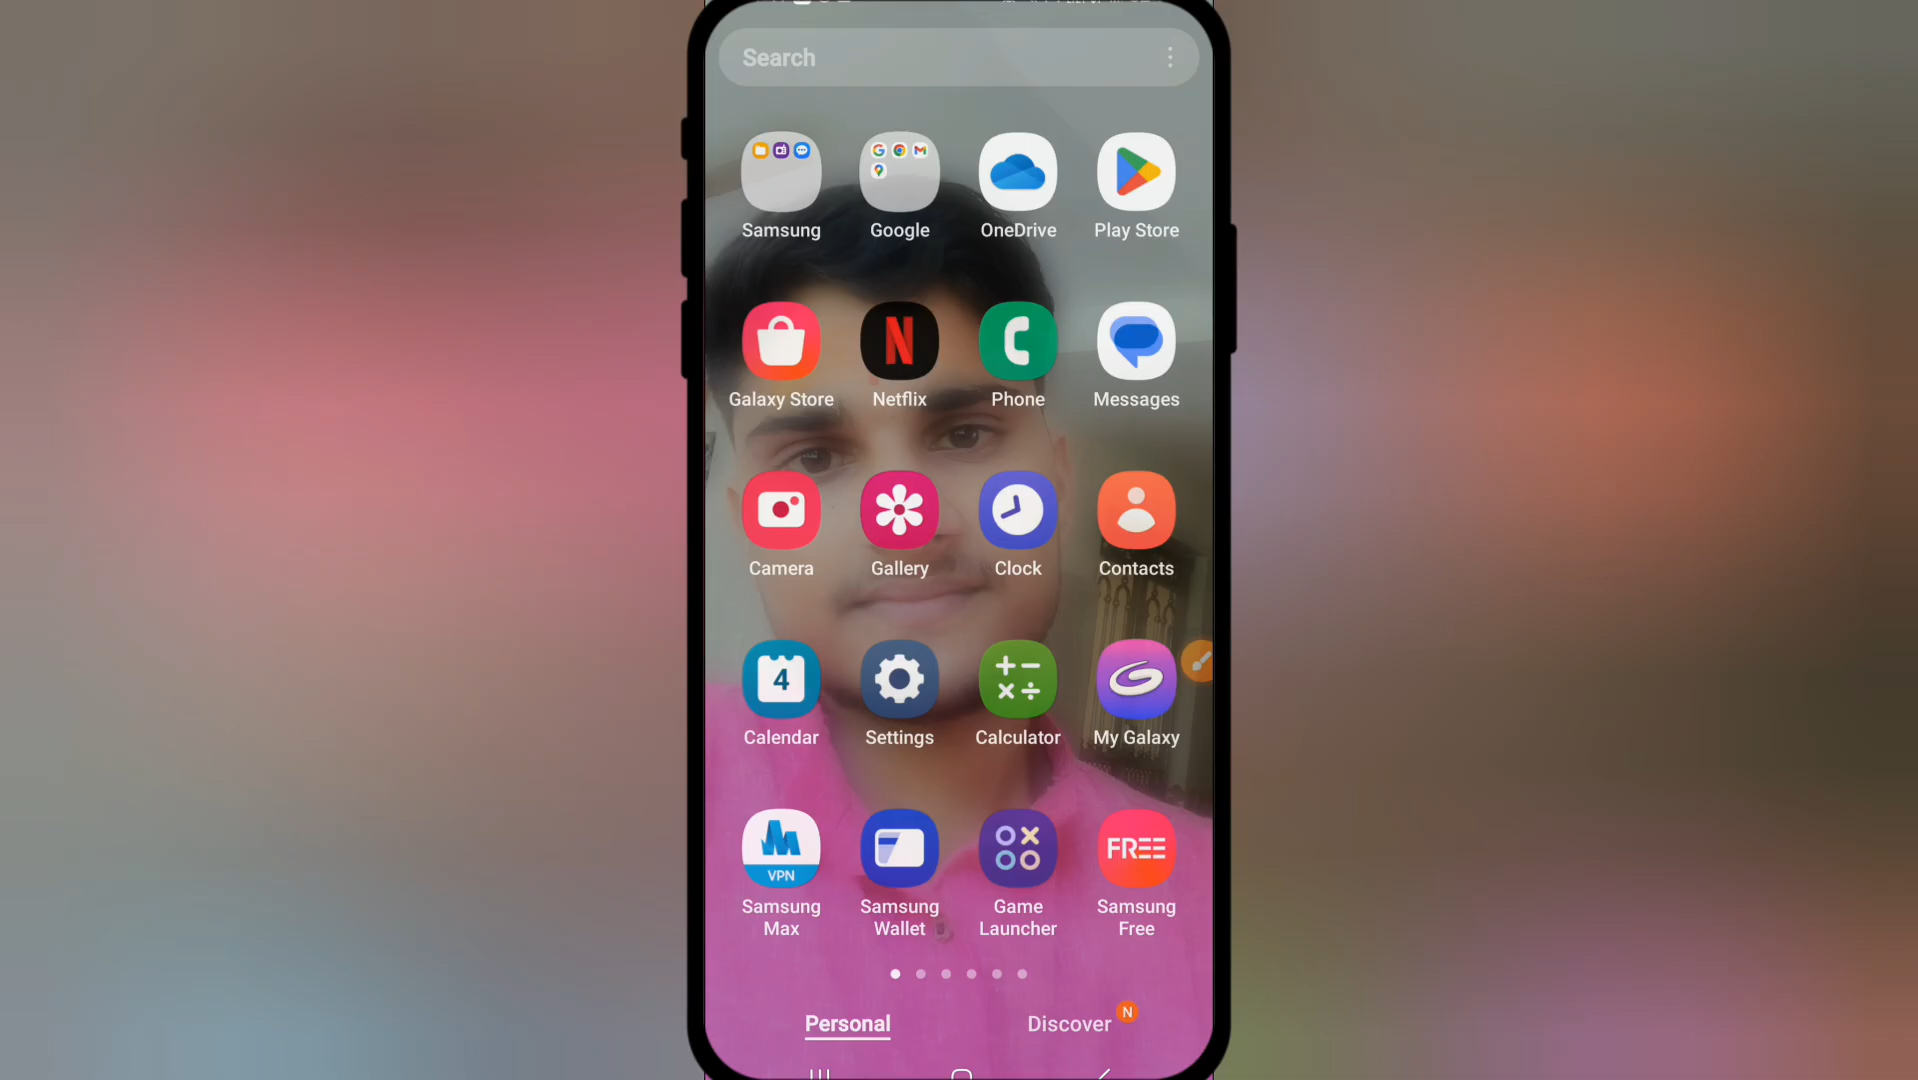 Search
Samsung Google OneDrive Play Store
N
Galaxy Store Netflix Phone Messages
Camera Gallery Clock Contacts
4
Calendar Settings Calculator My Galaxy
VPN FREE
Samsung Max Samsung Wallet Game Launcher Samsung Free
Personal Discover N